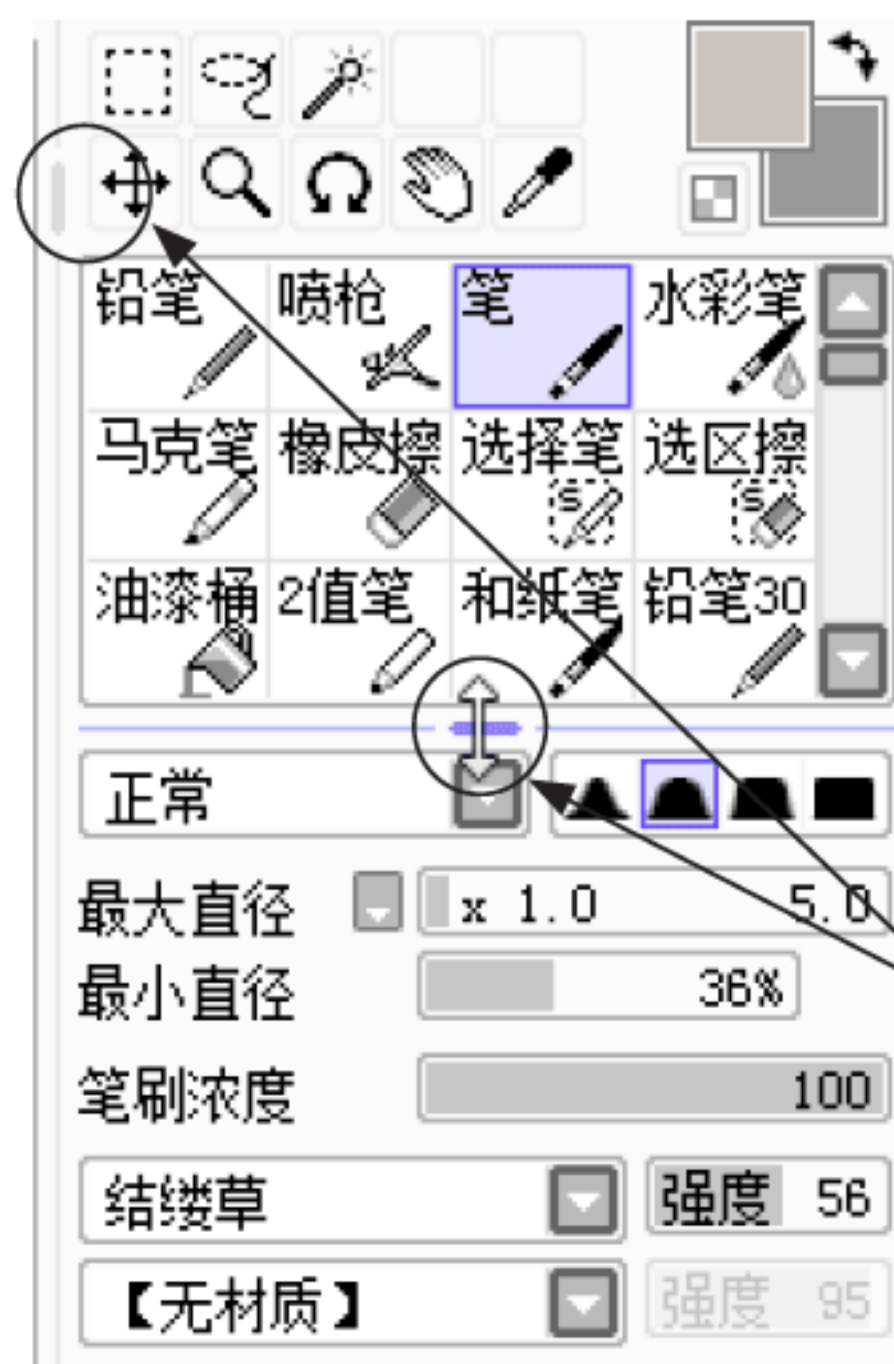 铅笔 喷枪 笔 水彩笔
马克笔 橡皮擦 选择笔 选区擦
油漆桶 2值笔 和纸笔 铅笔30
正常
最大直径 x 1.0 5.0
最小直径 36%
笔刷浓度 100
结缕草 强度 56
【无材质】 强度 95